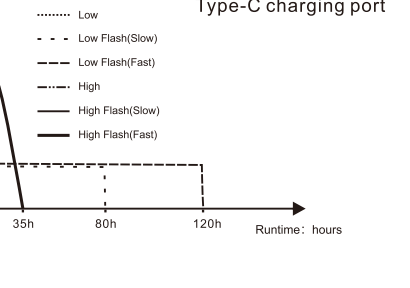 Type-C charging port
Low
Low Flash(Slow)
Low Flash(Fast)
High
High Flash(Slow)
High Flash(Fast)
35h 80h 120h
Runtime: hours